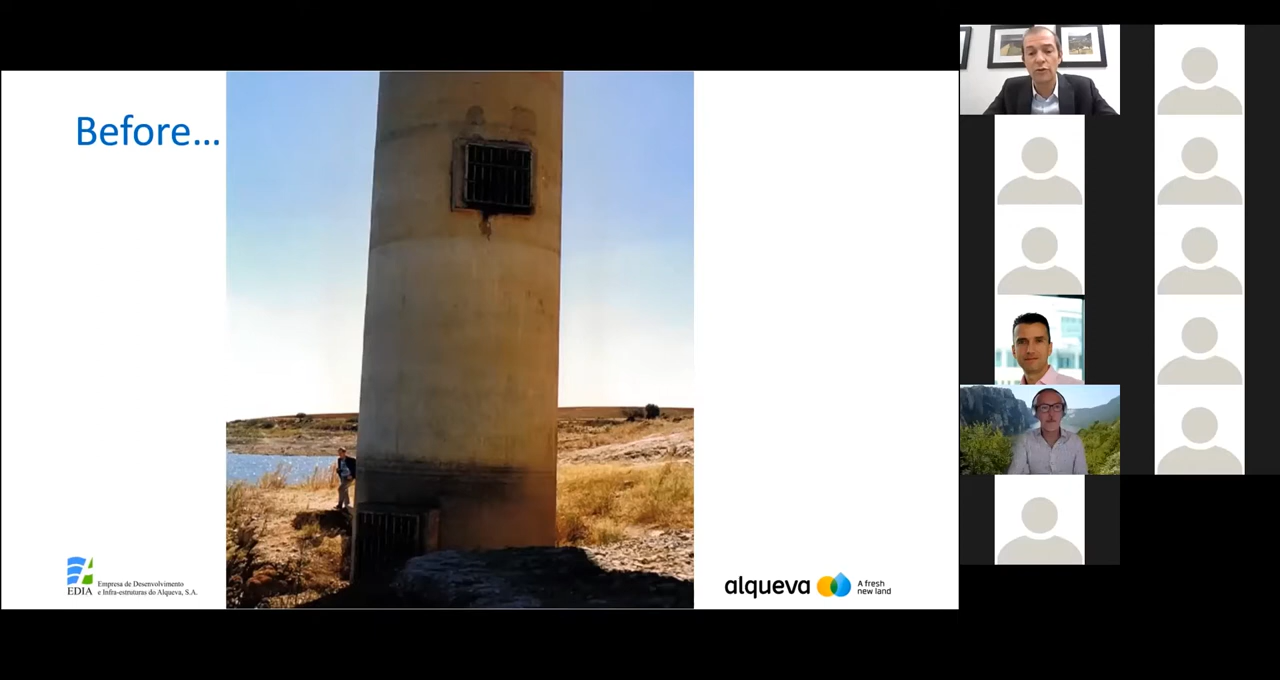 Before...
EDIA
Empresa de Desenvolvimento
e Infra-estruturas do Alqueva, S.A.
alqueva
A fresh
new land